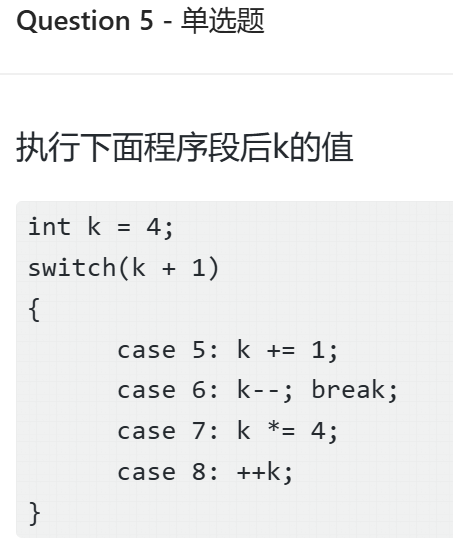 Question 5 - 单选题
执行下面程序段后k的值
int k = 4;
switch(k + 1)
{
case 5: k += 1;
case 6: k--; break;
case 7: k *= 4;
case 8: ++k;
}